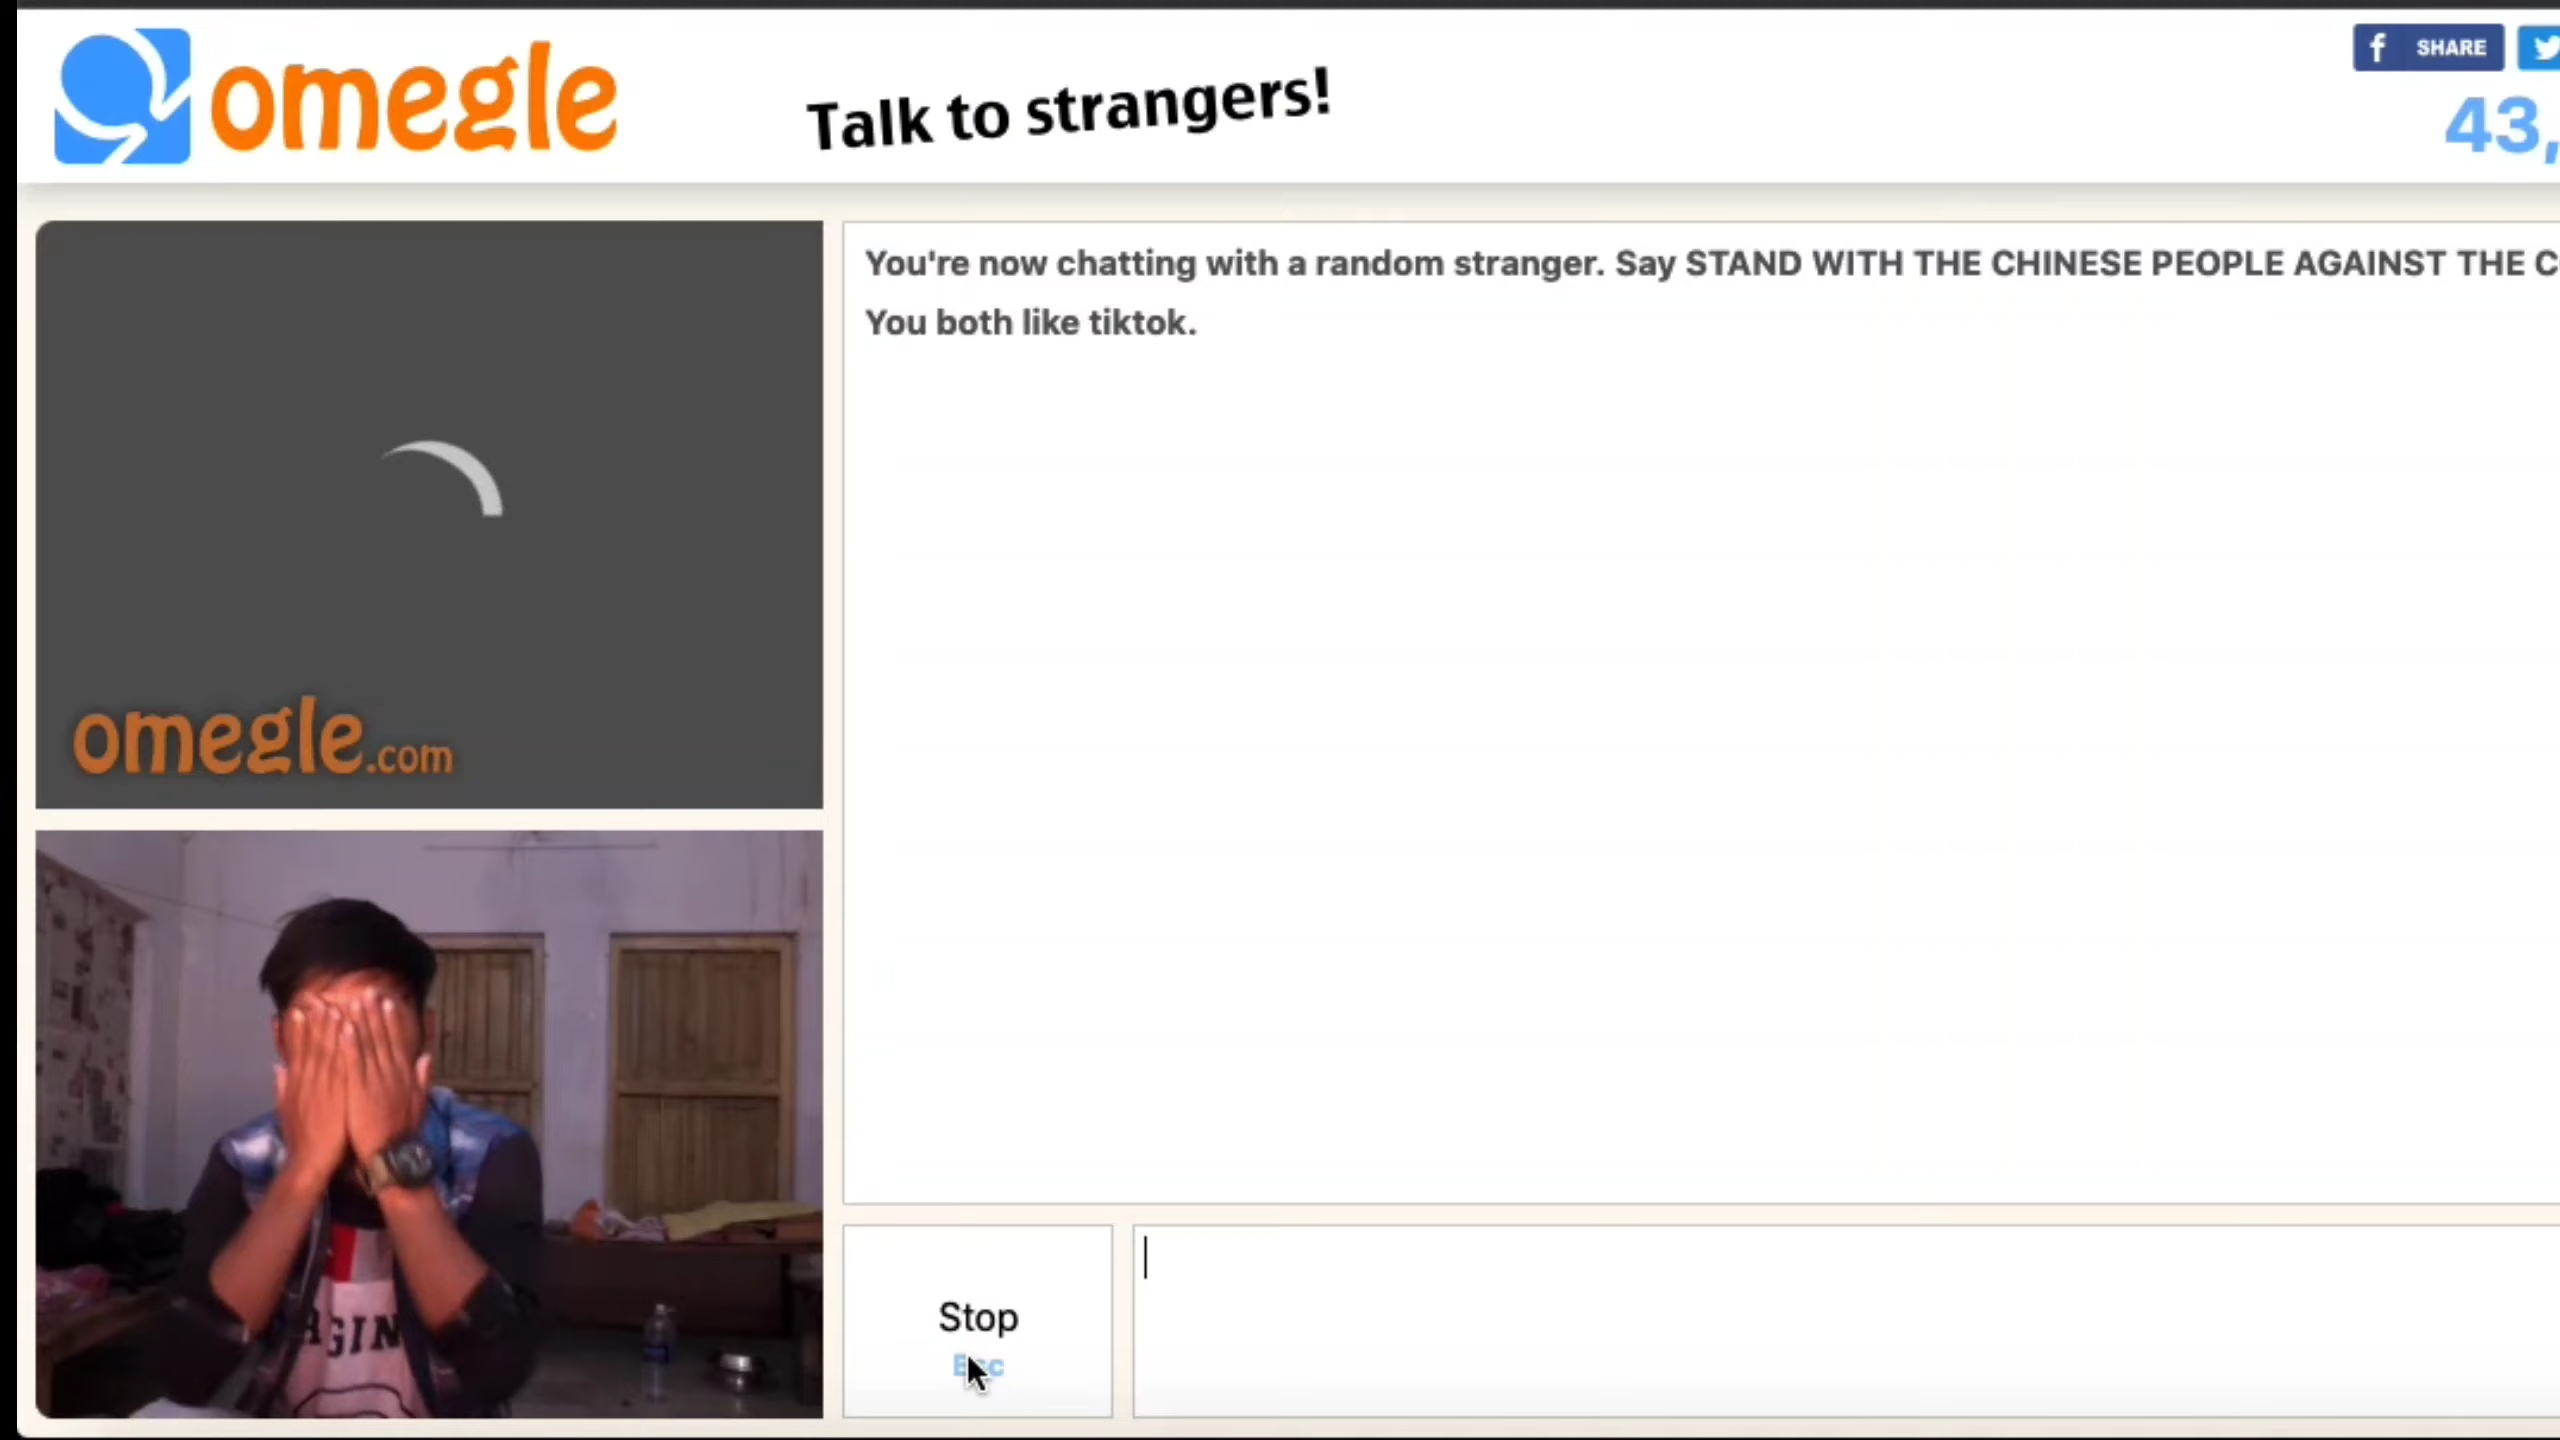 omegle
Talk to strangers!
f SHARE
43,
You're now chatting with a random stranger. Say STAND WITH THE CHINESE PEOPLE AGAINST THE C
You both like tiktok.
omegle.com
Stop